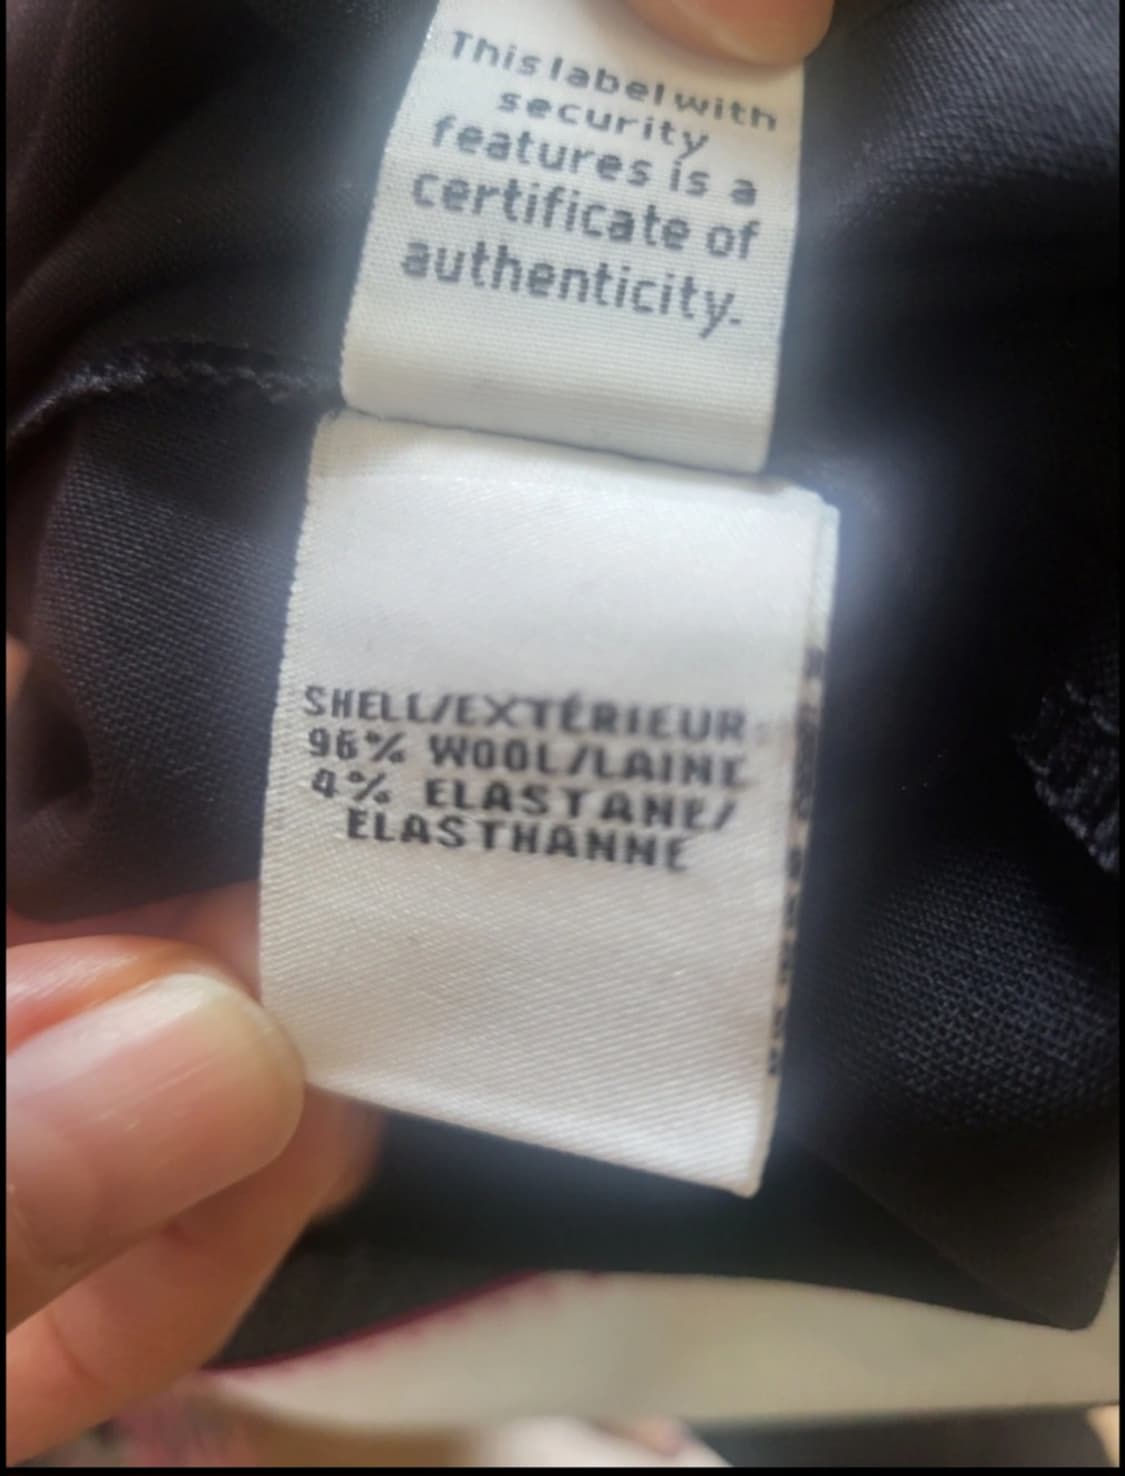 This label with
security
features is a
certificate of
authenticity.
SHELL/EXTÉRIEUR:
96% WOOL/LAINE
4% ELASTANE/
ELASTHANNE